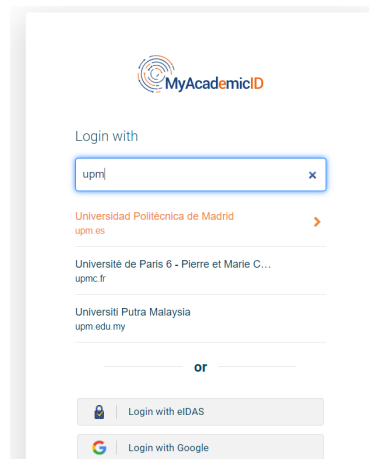 MyAcademicID
Login with
upm
Universidad Politécnica de Madrid
upm.es
Université de Paris 6 - Pierre et Marie C...
upmc.fr
Universiti Putra Malaysia
upm.edu.my
or
Login with eIDAS
Login with Google